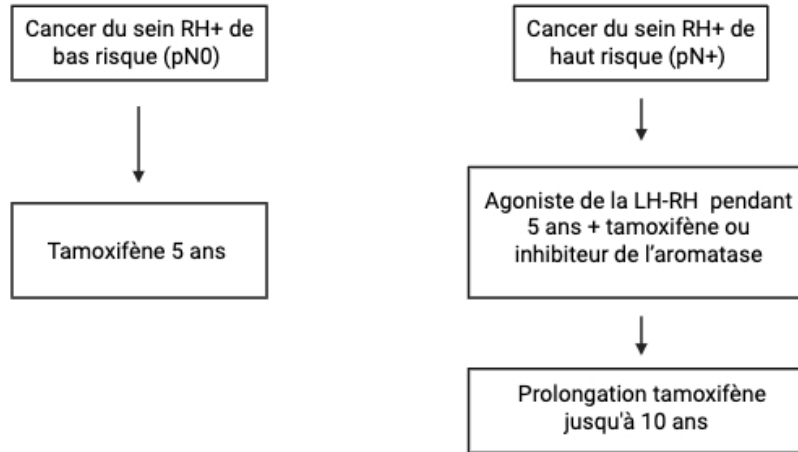 Cancer du sein RH+ de
bas risque (pN0)
Tamoxifène 5 ans
Cancer du sein RH+ de
haut risque (pN+)
Agoniste de la LH-RH pendant
5 ans + tamoxifène ou
inhibiteur de l'aromatase
Prolongation tamoxifène
jusqu'à 10 ans